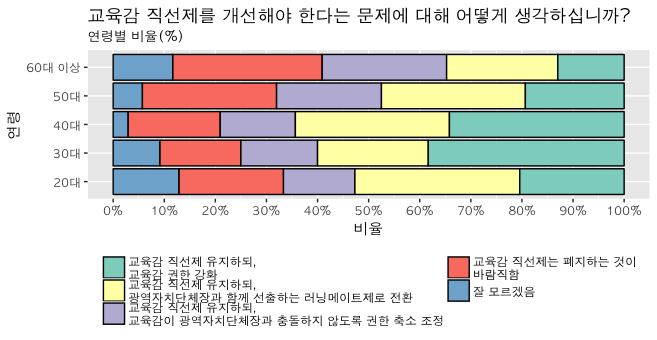 교육감 직선제를 개선해야 한다는 문제에 대해 어떻게 생각하십니까?
연령별 비율(%)
60대 이상
50대
40대
30대
20대
연령
0% 10% 20% 30% 40% 50% 60% 70% 80% 90% 100%
비율
교육감 직선제 유지하되,
교육감 권한 강화
교육감 직선제 유지하되,
광역자치단체장과 함께 선출하는 러닝메이트제로 전환
교육감 직선제 유지하되,
교육감이 광역자치단체장과 충돌하지 않도록 권한 축소 조정
교육감 직선제는 폐지하는 것이
바람직함
잘 모르겠음